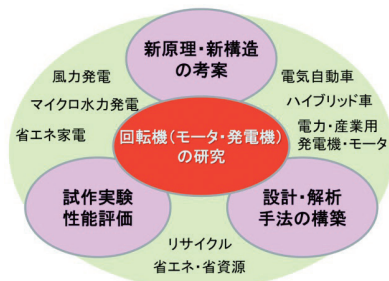 新原理・新構造
の考案
風力発電
マイクロ水力発電
省エネ家電
電気自動車
ハイブリッド車
電力・産業用
発電機・モータ
回転機(モータ・発電機)
の研究
試作実験
性能評価
設計・解析
手法の構築
リサイクル
省エネ・省資源